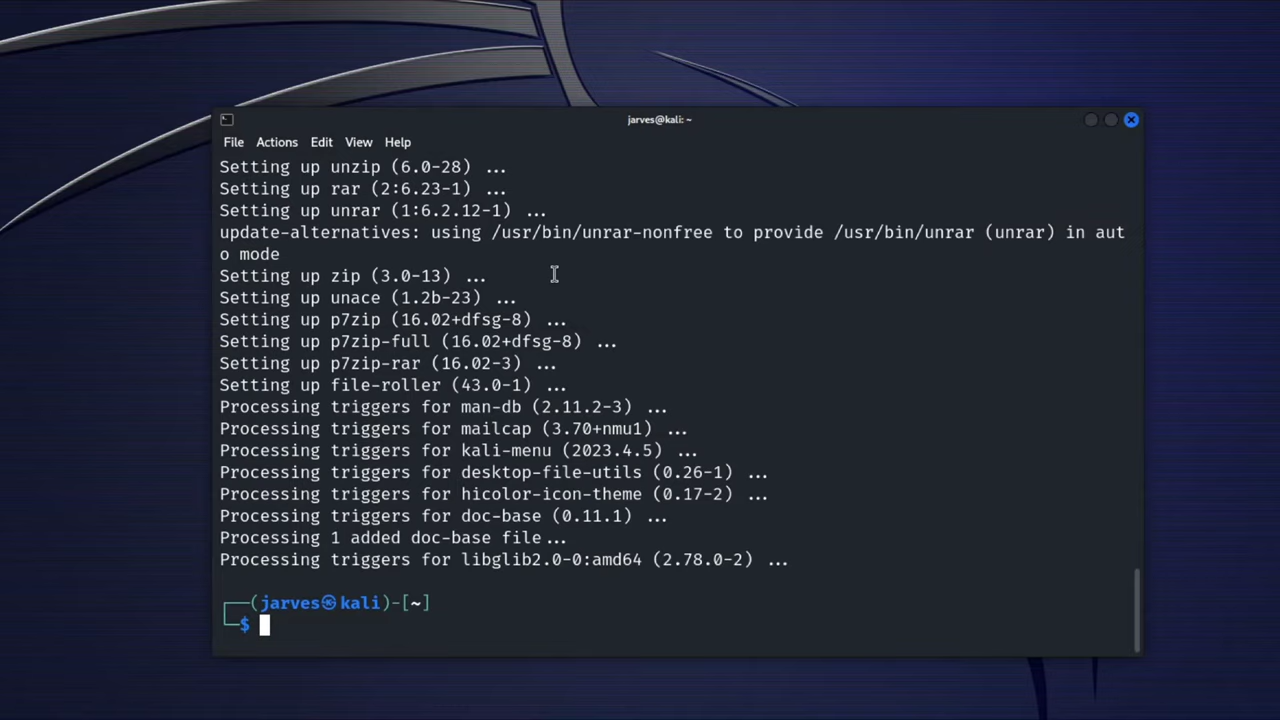 jarves@kali: ~
File Actions Edit View Help
Setting up unzip (6.0-28) ...
Setting up rar (2:6.23-1) ...
Setting up unrar (1:6.2.12-1) ...
update-alternatives: using /usr/bin/unrar-nonfree to provide /usr/bin/unrar (unrar) in aut
o mode
Setting up zip (3.0-13) ...
Setting up unace (1.2b-23) ...
Setting up p7zip (16.02+dfsg-8) ...
Setting up p7zip-full (16.02+dfsg-8) ...
Setting up p7zip-rar (16.02-3) ...
Setting up file-roller (43.0-1) ...
Processing triggers for man-db (2.11.2-3) ...
Processing triggers for mailcap (3.70+nmu1) ...
Processing triggers for kali-menu (2023.4.5) ...
Processing triggers for desktop-file-utils (0.26-1) ...
Processing triggers for hicolor-icon-theme (0.17-2) ...
Processing triggers for doc-base (0.11.1) ...
Processing 1 added doc-base file...
Processing triggers for libglib2.0-0:amd64 (2.78.0-2) ...
┌──(jarves㉿kali)-[~]
└─$